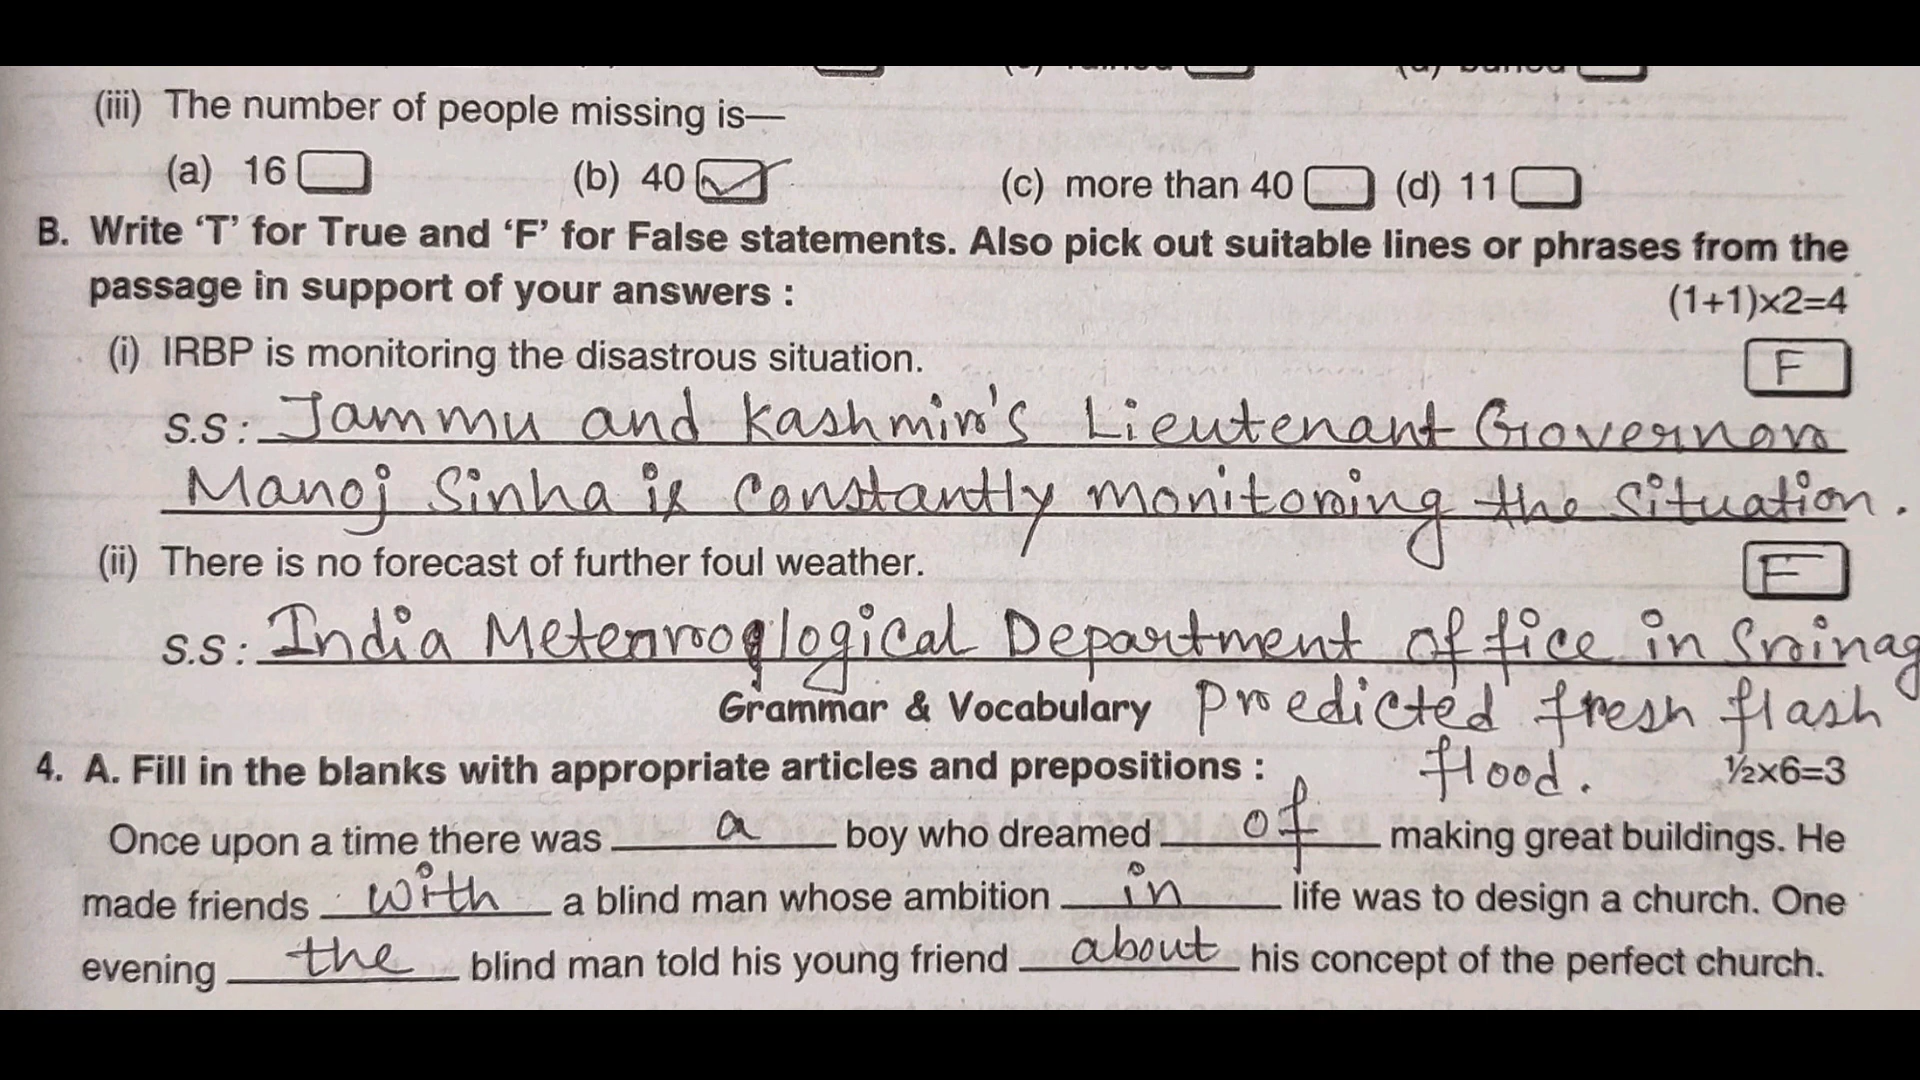 (iii) The number of people missing is—
(a) 16 (b) 40 (c) more than 40 (d) 11
B. Write ‘T’ for True and ‘F’ for False statements. Also pick out suitable lines or phrases from the
passage in support of your answers : (1+1)×2=4
(i) IRBP is monitoring the disastrous situation. F
S.S : Jammu and Kashmir's Lieutenant Governor
Manoj Sinha is constantly monitoring the situation.
(ii) There is no forecast of further foul weather. F
S.S : India Department office in Srinag
Grammar & Vocabulary predicted fresh flash
flood.
4. A. Fill in the blanks with appropriate articles and prepositions : ½×6=3
Once upon a time there was a boy who dreamed of making great buildings. He
made friends with a blind man whose ambition in life was to design a church. One
evening the blind man told his young friend about his concept of the perfect church.